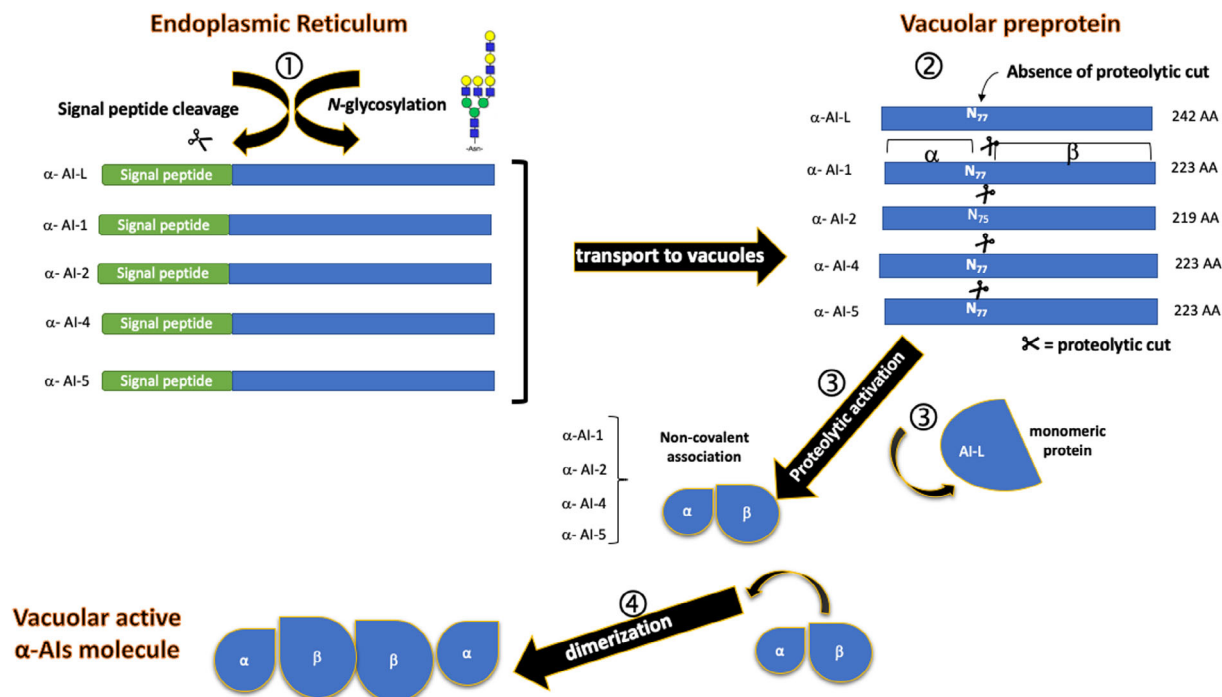 Endoplasmic Reticulum
①
Signal peptide cleavage
N-glycosylation
-Asn-
α- AI-L
Signal peptide
α- AI-1
Signal peptide
α- AI-2
Signal peptide
α- AI-4
Signal peptide
α- AI-5
Signal peptide
transport to vacuoles
Vacuolar preprotein
②
Absence of proteolytic cut
α-AI-L
N77
242 AA
α
β
α-AI-1
N77
223 AA
α-AI-2
N75
219 AA
α-AI-4
N77
223 AA
α-AI-5
N77
223 AA
= proteolytic cut
③
Proteolytic activation
③
AI-L
monomeric
protein
α-AI-1
α- AI-2
α- AI-4
α- AI-5
Non-covalent
association
α
β
④
dimerization
α
β
Vacuolar active
α-AIs molecule
α
β
β
α